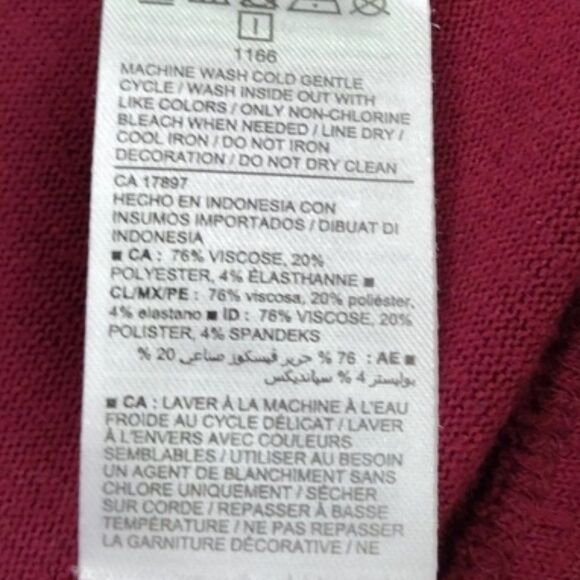 I
1166
MACHINE WASH COLD GENTLE
CYCLE / WASH INSIDE OUT WITH
LIKE COLORS / ONLY NON-CHLORINE
BLEACH WHEN NEEDED / LINE DRY /
COOL IRON / DO NOT IRON
DECORATION / DO NOT DRY CLEAN
CA 17897
HECHO EN INDONESIA CON
INSUMOS IMPORTADOS / DIBUAT DI
INDONESIA
■ CA : 76% VISCOSE, 20%
POLYESTER, 4% ÉLASTHANNE ■
CL/MX/PE : 76% viscosa, 20% poliéster,
4% elastano ■ ID : 76% VISCOSE, 20%
POLISTER, 4% SPANDEKS
■ AE : 76 % حرير فيسكوز صناعي 20 %
بوليستر 4 % سباندكس
■ CA : LAVER À LA MACHINE À L'EAU
FROIDE AU CYCLE DÉLICAT / LAVER
À L'ENVERS AVEC COULEURS
SEMBLABLES / UTILISER AU BESOIN
UN AGENT DE BLANCHIMENT SANS
CHLORE UNIQUEMENT / SÉCHER
SUR CORDE / REPASSER À BASSE
TEMPÉRATURE / NE PAS REPASSER
LA GARNITURE DÉCORATIVE / NE